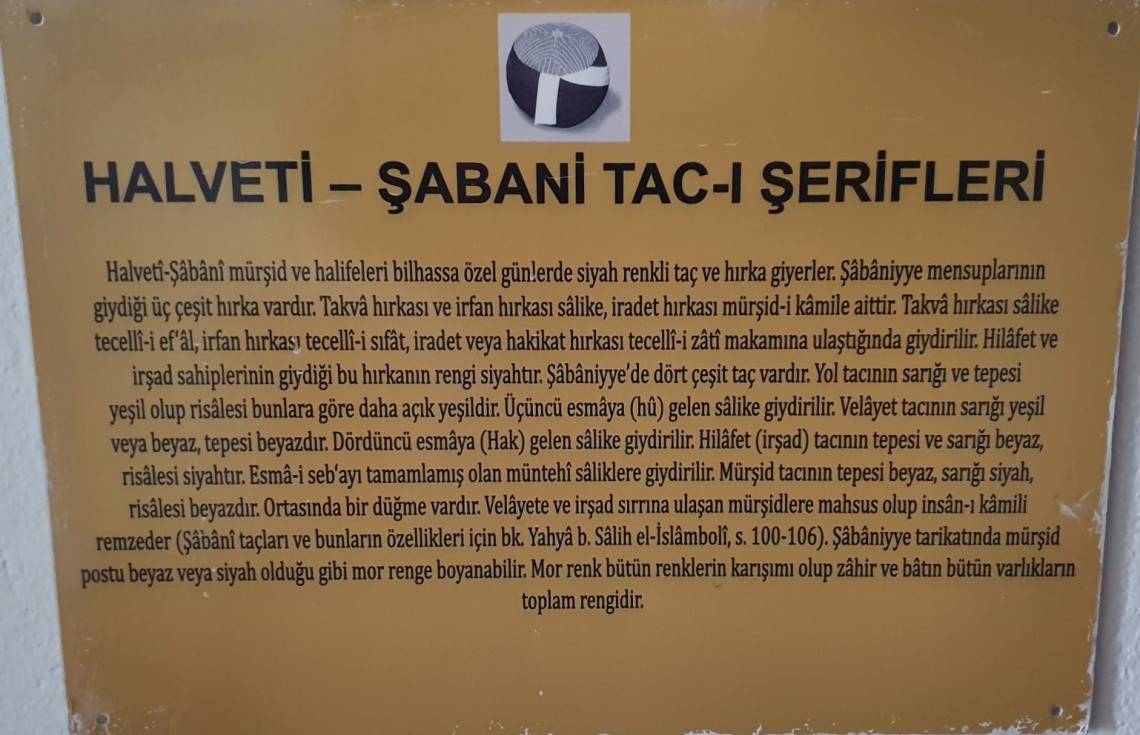 HALVETİ – ŞABANİ TAC-I ŞERİFLERİ
Halvetî-Şâbânî mürşid ve halifeleri bilhassa özel günlerde siyah renkli taç ve hırka giyerler. Şâbâniyye mensuplarının
giydiği üç çeşit hırka vardır. Takvâ hırkası ve irfan hırkası sâlike, iradet hırkası mürşid-i kâmile aittir. Takvâ hırkası sâlike
tecellî-i ef‘âl, irfan hırkası tecellî-i sıfât, iradet veya hakikat hırkası tecellî-i zâtî makamına ulaştığında giydirilir. Hilâfet ve
irşad sahiplerinin giydiği bu hırkanın rengi siyahtır. Şâbâniyye’de dört çeşit taç vardır. Yol tacının sarığı ve tepesi
yeşil olup risâlesi bunlara göre daha açık yeşildir. Üçüncü esmâya (hû) gelen sâlike giydirilir. Velâyet tacının sarığı yeşil
veya beyaz, tepesi beyazdır. Dördüncü esmâya (Hak) gelen sâlike giydirilir. Hilâfet (irşad) tacının tepesi ve sarığı beyaz,
risâlesi siyahtır. Esmâ-i seb‘ayı tamamlamış olan müntehî sâliklere giydirilir. Mürşid tacının tepesi beyaz, sarığı siyah,
risâlesi beyazdır. Ortasında bir düğme vardır. Velâyete ve irşad sırrına ulaşan mürşidlere mahsus olup insân-ı kâmili
remzeder (Şâbânî taçları ve bunların özellikleri için bk. Yahyâ b. Sâlih el-İslâmbolî, s. 100-106). Şâbâniyye tarikatında mürşid
postu beyaz veya siyah olduğu gibi mor renge boyanabilir. Mor renk bütün renklerin karışımı olup zâhir ve bâtın bütün varlıkların
toplam rengidir.